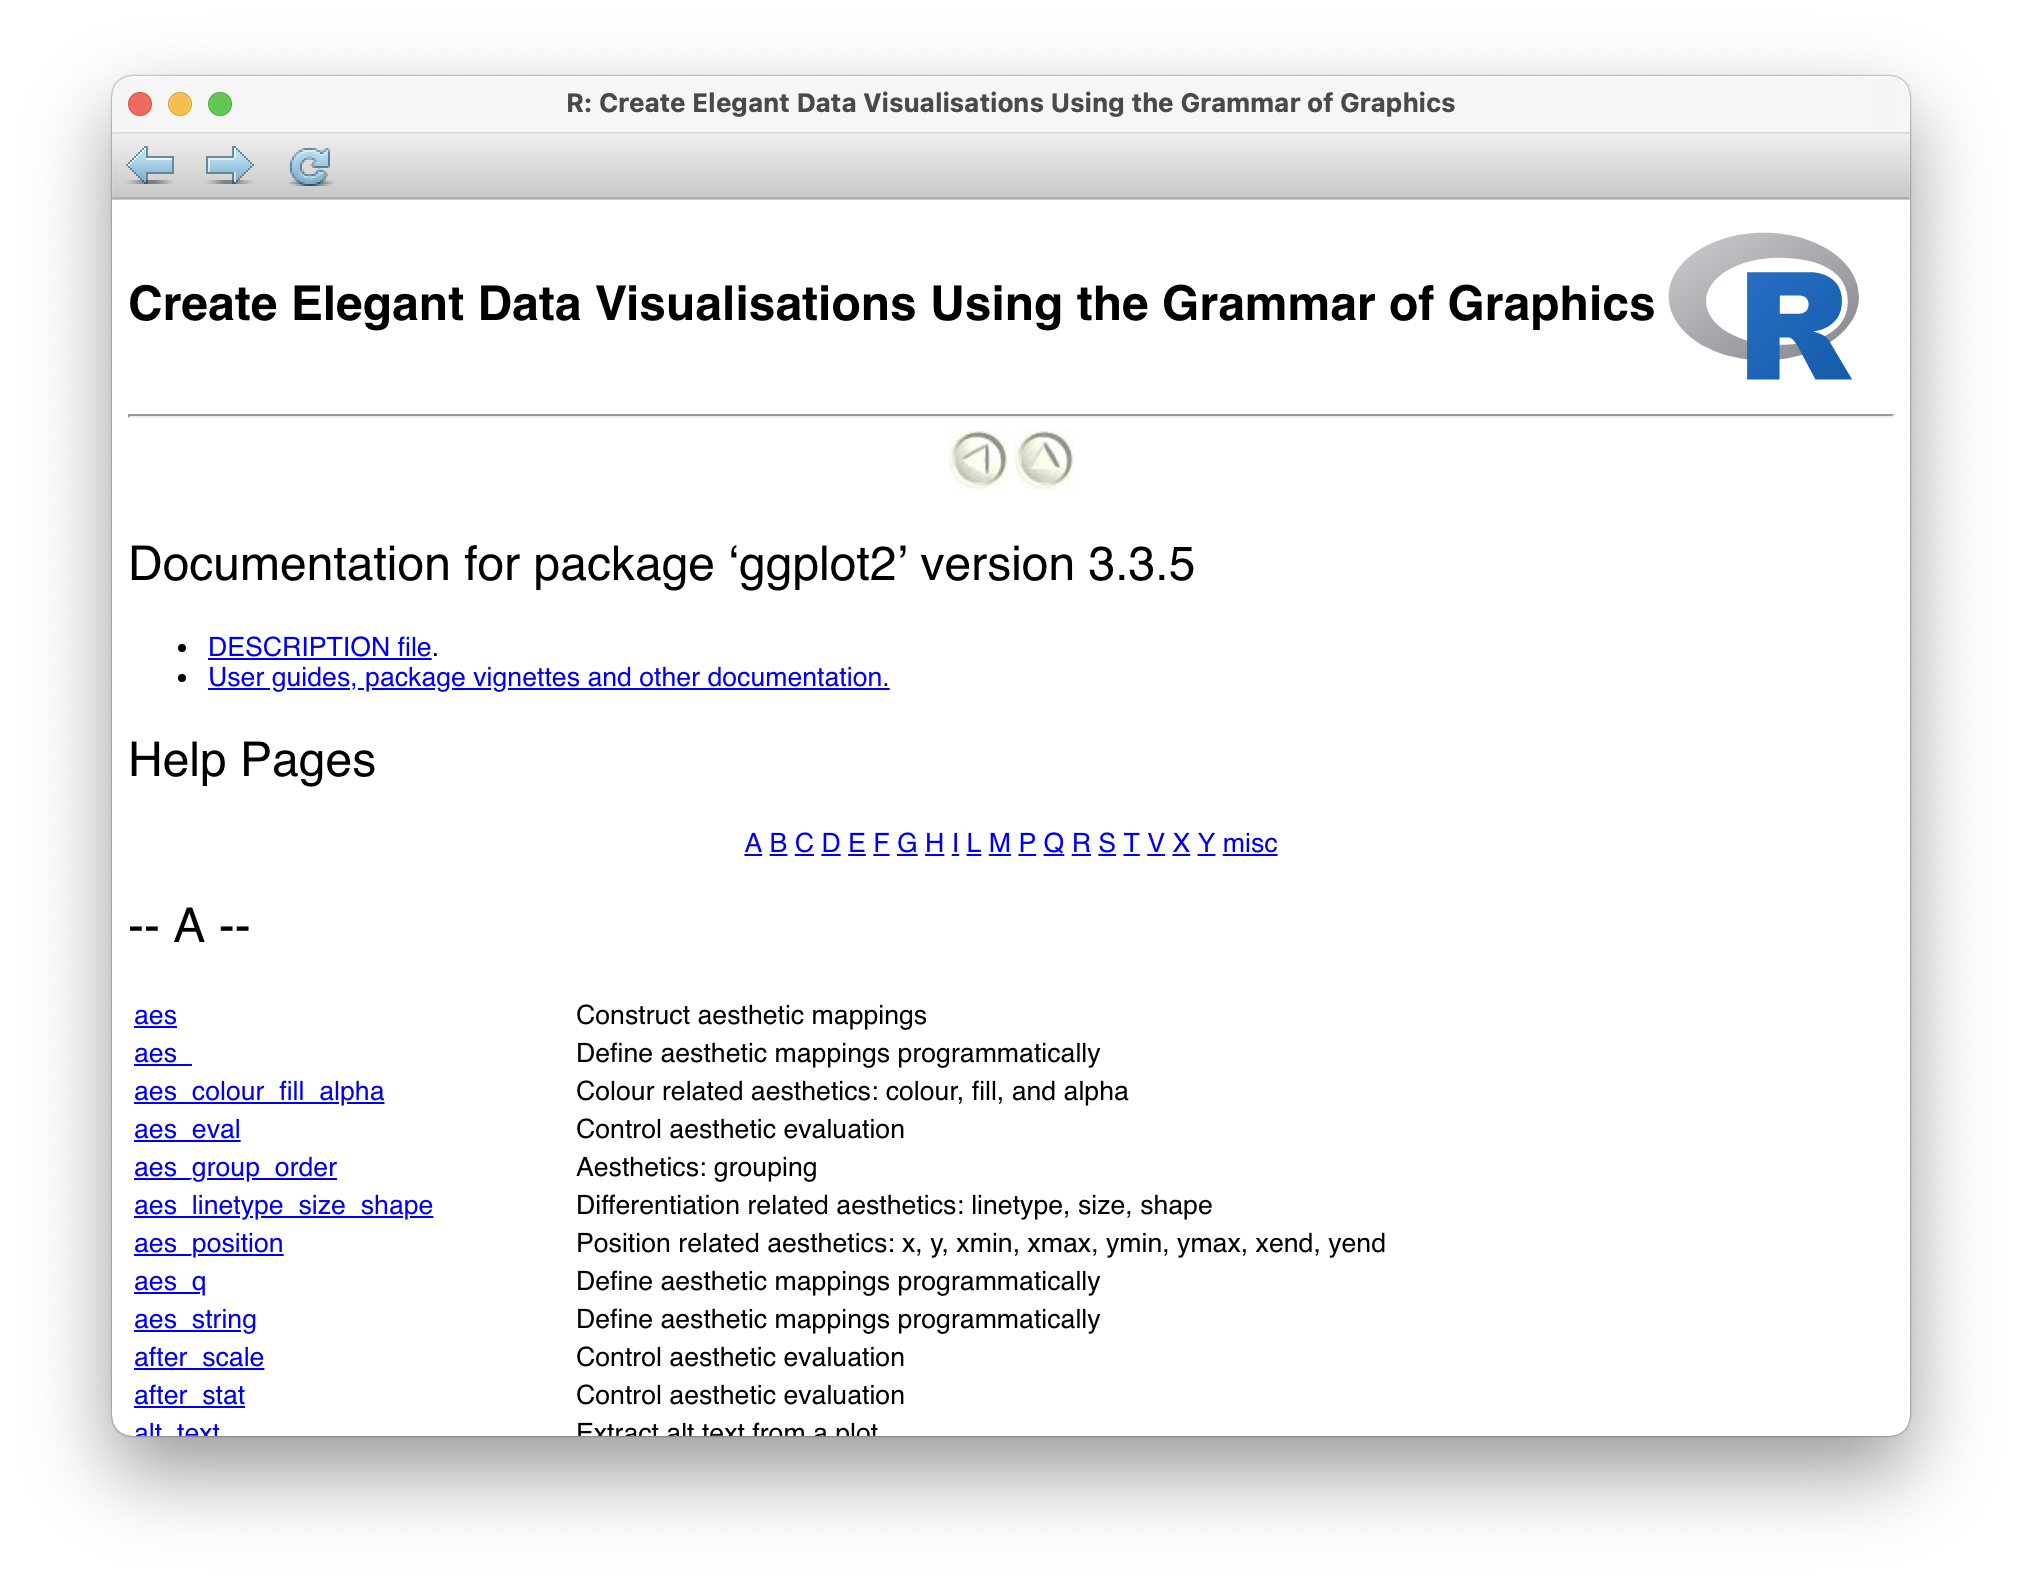 R: Create Elegant Data Visualisations Using the Grammar of Graphics
Create Elegant Data Visualisations Using the Grammar of Graphics
R
Documentation for package ‘ggplot2’ version 3.3.5
• DESCRIPTION file.
• User guides, package vignettes and other documentation.
Help Pages
A B C D E F G H I L M P Q R S T V X Y misc
-- A --
aes Construct aesthetic mappings
aes_ Define aesthetic mappings programmatically
aes_colour_fill_alpha Colour related aesthetics: colour, fill, and alpha
aes_eval Control aesthetic evaluation
aes_group_order Aesthetics: grouping
aes_linetype_size_shape Differentiation related aesthetics: linetype, size, shape
aes_position Position related aesthetics: x, y, xmin, xmax, ymin, ymax, xend, yend
aes_q Define aesthetic mappings programmatically
aes_string Define aesthetic mappings programmatically
after_scale Control aesthetic evaluation
after_stat Control aesthetic evaluation
alt_text Extract alt text from a plot